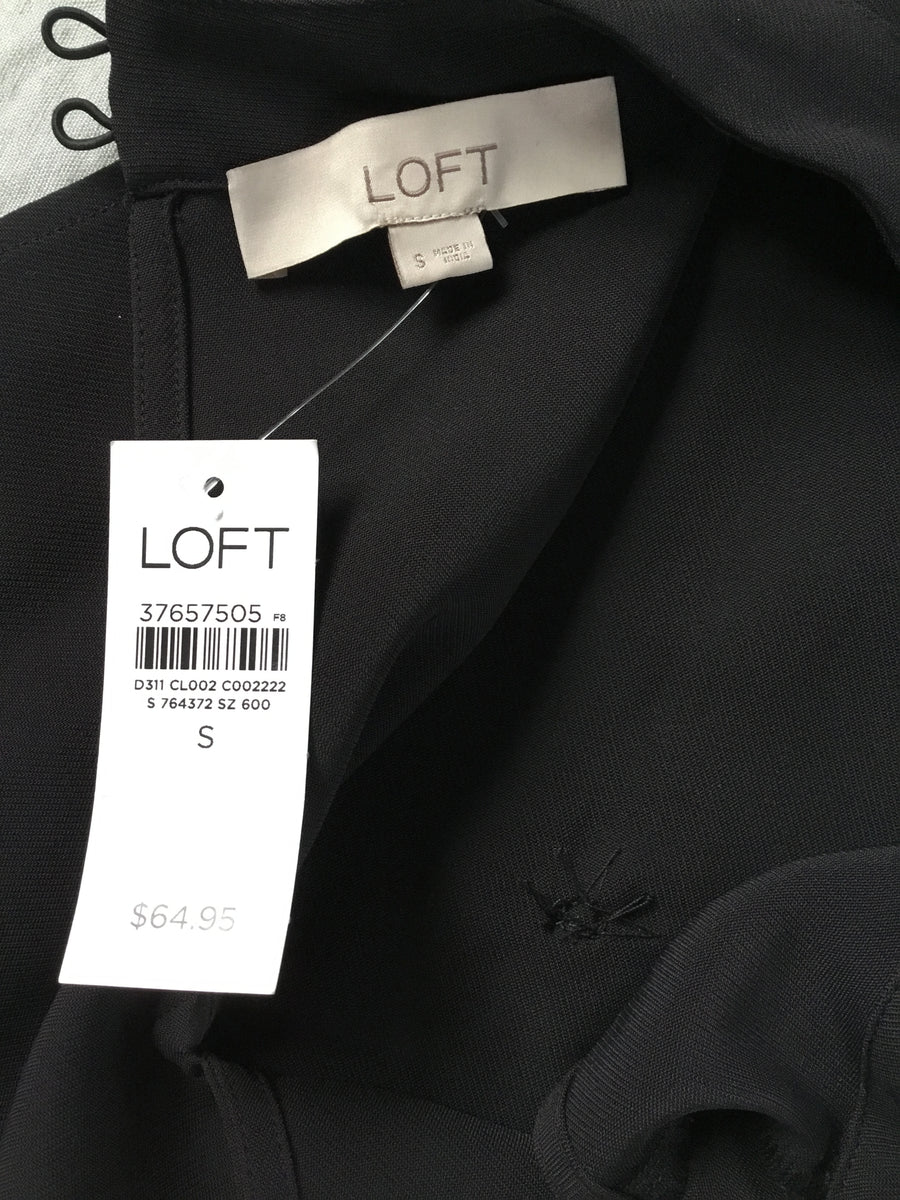 LOFT
S MADE IN
INDIA
LOFT
37657505 F8
D311 CL002 C002222
S 764372 SZ 600
S
$64.95